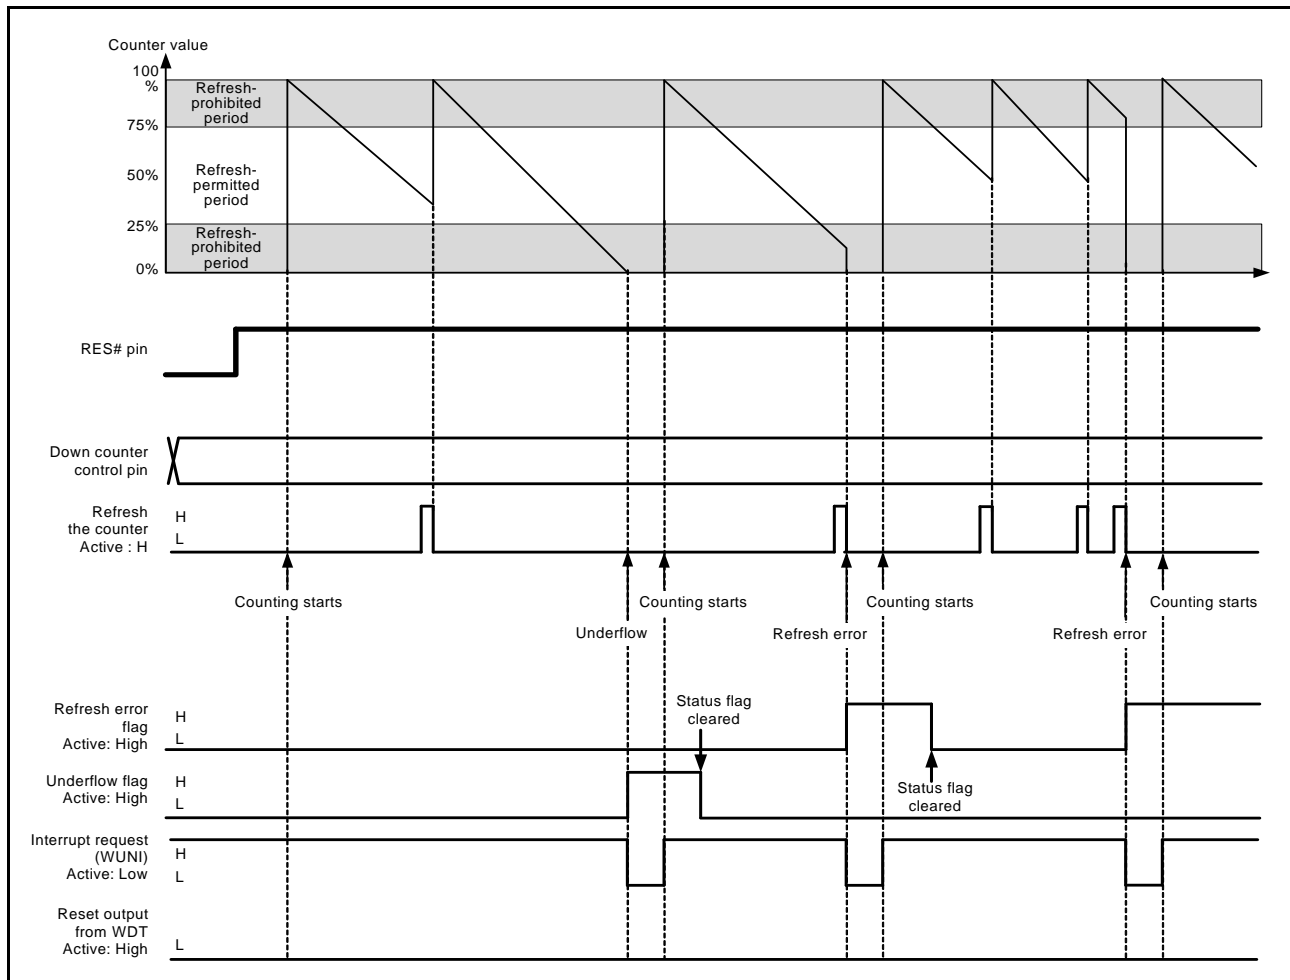 Counter value
100
%
Refresh-
prohibited
period
75%
Refresh-
permitted
period
50%
25%
Refresh-
prohibited
period
0%
RES# pin
Down counter
control pin
Refresh
the counter
Active : H
H
L
Counting starts
Counting starts
Counting starts
Counting starts
Underflow
Refresh error
Refresh error
Status flag
cleared
Refresh error
flag
Active: High
H
L
Status flag
cleared
Underflow flag
Active: High
H
L
Interrupt request
(WUNI)
Active: Low
H
L
Reset output
from WDT
Active: High
L